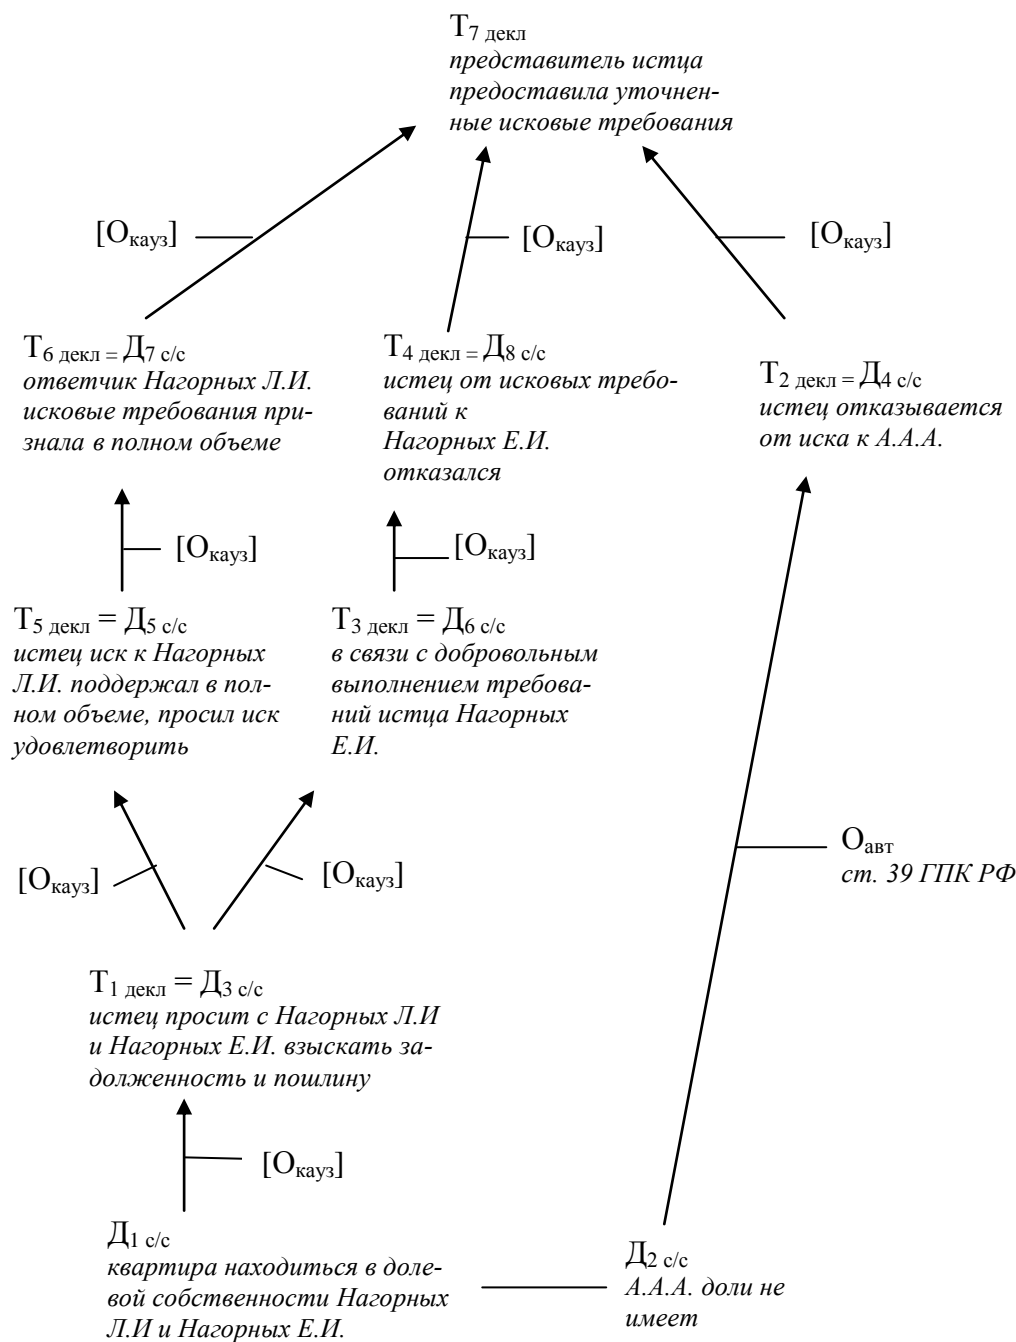 Т7 декл
представитель истца
предоставила уточнен-
ные исковые требования
[Окауз]
[Окауз]
[Окауз]
Т6 декл = Д7 с/с
ответчик Нагорных Л.И.
исковые требования при-
знала в полном объеме
Т4 декл = Д8 с/с
истец от исковых требо-
ваний к
Нагорных Е.И.
отказался
Т2 декл = Д4 с/с
истец отказывается
от иска к А.А.А.
[Окауз]
[Окауз]
Т5 декл = Д5 с/с
истец иск к Нагорных
Л.И. поддержал в пол-
ном объеме, просил иск
удовлетворить
Т3 декл = Д6 с/с
в связи с добровольным
выполнением требова-
ний истца Нагорных
Е.И.
[Окауз]
[Окауз]
Оавт
ст. 39 ГПК РФ
Т1 декл = Д3 с/с
истец просит с Нагорных Л.И
и Нагорных Е.И. взыскать за-
долженность и пошлину
[Окауз]
Д1 с/с
квартира находиться в доле-
вой собственности Нагорных
Л.И и Нагорных Е.И.
Д2 с/с
А.А.А. доли не
имеет